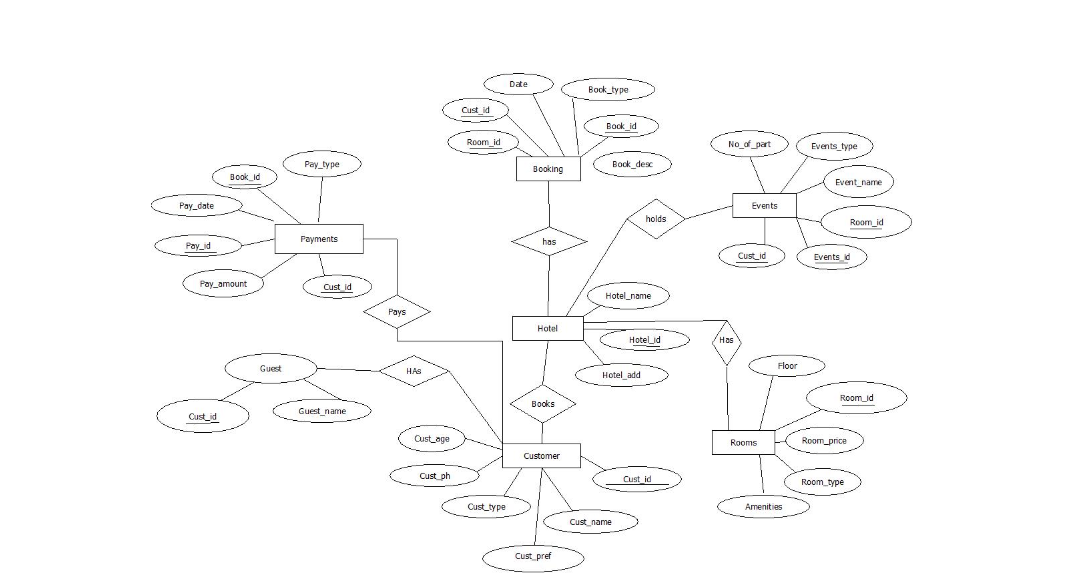 Date
Book_type
Cust_id
Book_id
Room_id
Booking
Book_desc
No_of_part
Events_type
Event_name
Events
Room_id
Cust_id
Events_id
Pay_type
Book_id
Pay_date
Payments
Pay_id
Pay_amount
Cust_id
holds
has
Hotel_name
Pays
Hotel
Hotel_id
Has
Hotel_add
Floor
Guest
HAs
Cust_id
Guest_name
Books
Room_id
Cust_age
Rooms
Room_price
Customer
Cust_ph
Cust_id
Room_type
Cust_type
Amenities
Cust_name
Cust_pref